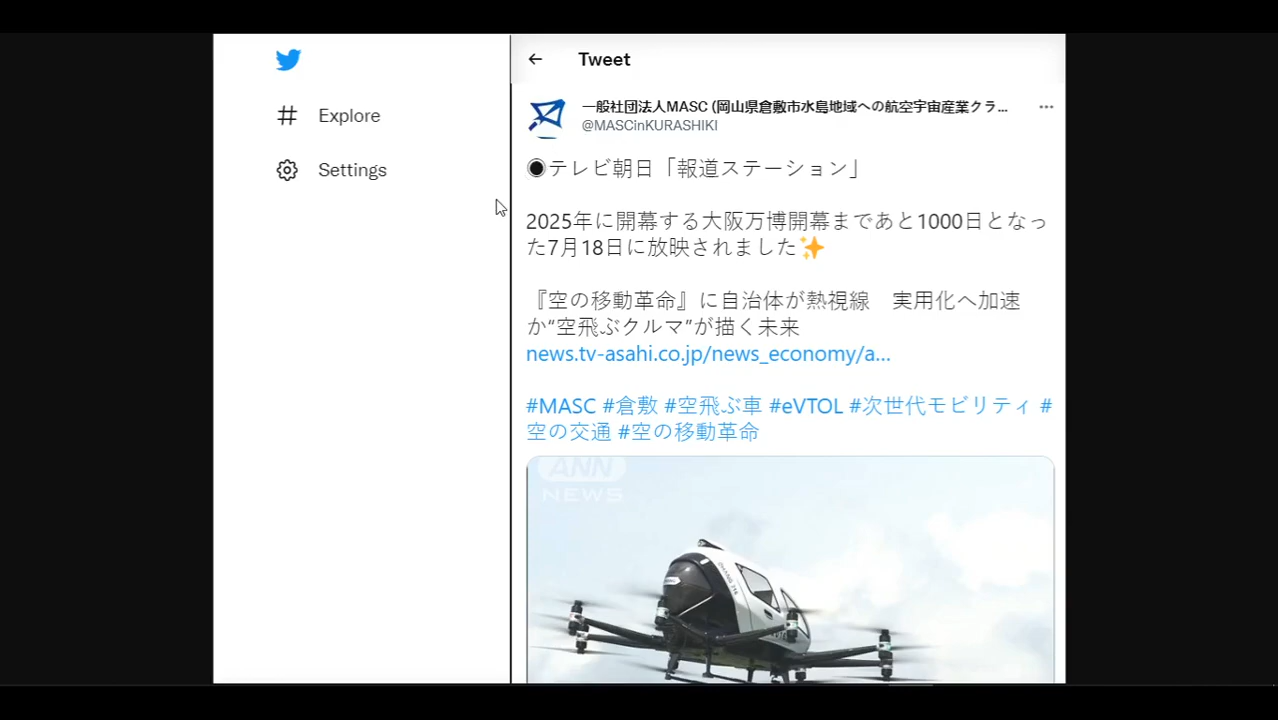 Explore
Settings
Tweet
一般社団法人MASC (岡山県倉敷市水島地域への航空宇宙産業クラ...
@MASCinKURASHIKI
◉テレビ朝日「報道ステーション」
2025年に開幕する大阪万博開幕まであと1000日となっ
た7月18日に放映されました✨
『空の移動革命』に自治体が熱視線　実用化へ加速
か“空飛ぶクルマ”が描く未来
news.tv-asahi.co.jp/news_economy/a...
#MASC #倉敷 #空飛ぶ車 #eVTOL #次世代モビリティ #
空の交通 #空の移動革命
ANN
NEWS